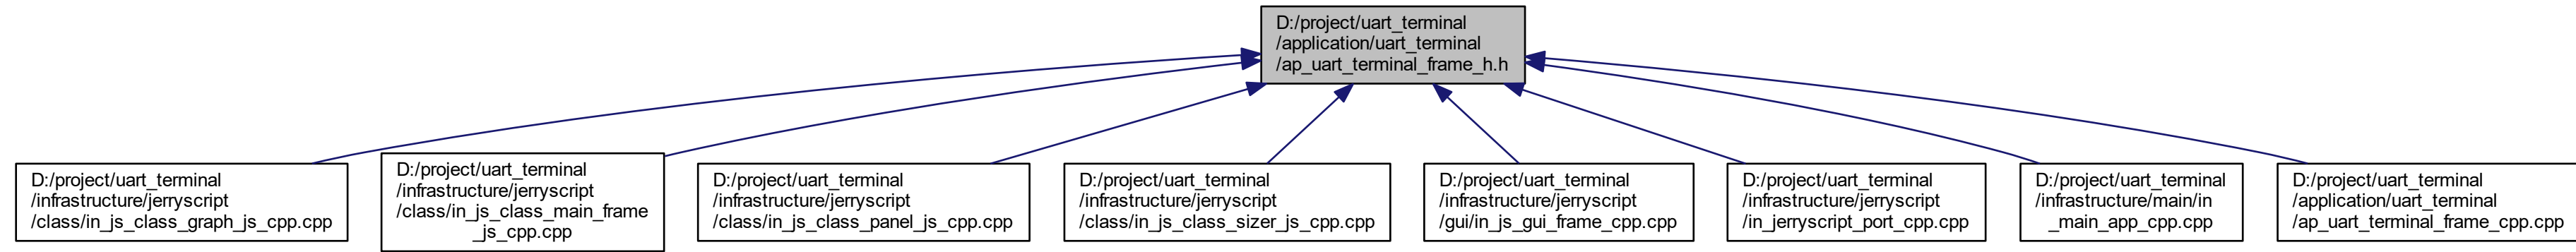 D:/project/uart_terminal
/application/uart_terminal
/ap_uart_terminal_frame_h.h
D:/project/uart_terminal
/infrastructure/jerryscript
/class/in_js_class_graph_js_cpp.cpp
D:/project/uart_terminal
/infrastructure/jerryscript
/class/in_js_class_main_frame
_js_cpp.cpp
D:/project/uart_terminal
/infrastructure/jerryscript
/class/in_js_class_panel_js_cpp.cpp
D:/project/uart_terminal
/infrastructure/jerryscript
/class/in_js_class_sizer_js_cpp.cpp
D:/project/uart_terminal
/infrastructure/jerryscript
/gui/in_js_gui_frame_cpp.cpp
D:/project/uart_terminal
/infrastructure/jerryscript
/in_jerryscript_port_cpp.cpp
D:/project/uart_terminal
/infrastructure/main/in
_main_app_cpp.cpp
D:/project/uart_terminal
/application/uart_terminal
/ap_uart_terminal_frame_cpp.cpp